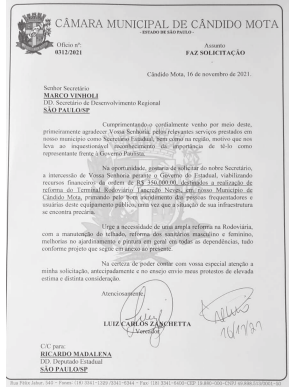 CÂMARA MUNICIPAL DE CÂNDIDO MOTA
-ESTADO DE SÃO PAULO-
Ofício nº:
0312/2021
Assunto
FAZ SOLICITAÇÃO
Cândido Mota, 16 de novembro de 2021.
Senhor Secretário
MARCO VINHOLI
DD. Secretário de Desenvolvimento Regional
SÃO PAULO/SP
Cumprimentando-o cordialmente venho por meio deste,
primeiramente agradecer Vossa Senhoria pelos relevantes serviços prestados em
nosso município como Secretário Estadual, bem como na região, motivo que nos
leva ao inquestionável reconhecimento da importância de tê-lo como
representante frente à Governo Paulista.
Na oportunidade, gostaria de solicitar do nobre Secretário,
a intercessão de Vossa Senhoria perante o Governo do Estado, viabilizando
recursos financeiros da ordem de R$ 350.000,00, destinados a realização de
reforma do Terminal Rodoviário em nosso Município de
Cândido Mota, pratando pelo bom atendimento das pessoas frequentadoras e
usuárias deste equipamento público, uma vez que a situação de sua infraestrutura
se encontra precária.
Urge a necessidade de uma ampla reforma na Rodoviária,
com a manutenção do telhado, reforma dos sanitários masculino e feminino,
melhorias no ajardinamento e pintura em geral em todas as dependências, tudo
conforme projeto que segue em anexo ao presente.
Na certeza de poder contar com vossa especial atenção a
minha solicitação, antecipadamente e no ensejo envio meus protestos de elevada
estima e distinta consideração.
Atenciosamente,
LUIZ CARLOS ZANCHETTA
Vereador
16/11/21
C/C para:
RICARDO MADALENA
DD. Deputado Estadual
SÃO PAULO/SP